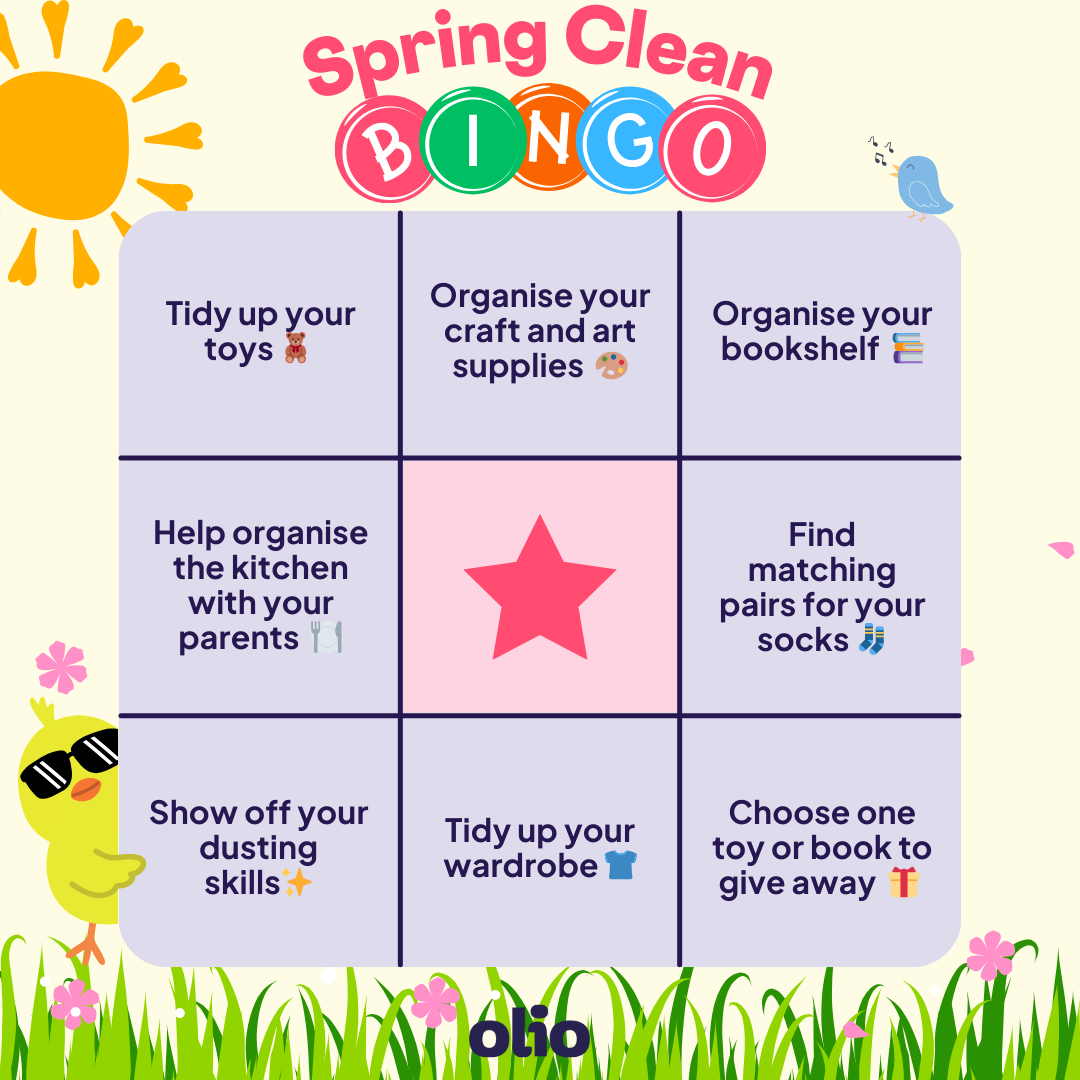 Spring Clean
BINGO
Tidy up your
toys 🧸
Organise your
craft and art
supplies 🎨
Organise your
bookshelf 📚
Help organise
the kitchen
with your
parents 🍽️
Find
matching
pairs for your
socks 🧦
Show off your
dusting
skills✨
Tidy up your
wardrobe👕
Choose one
toy or book to
give away 🎁
olio